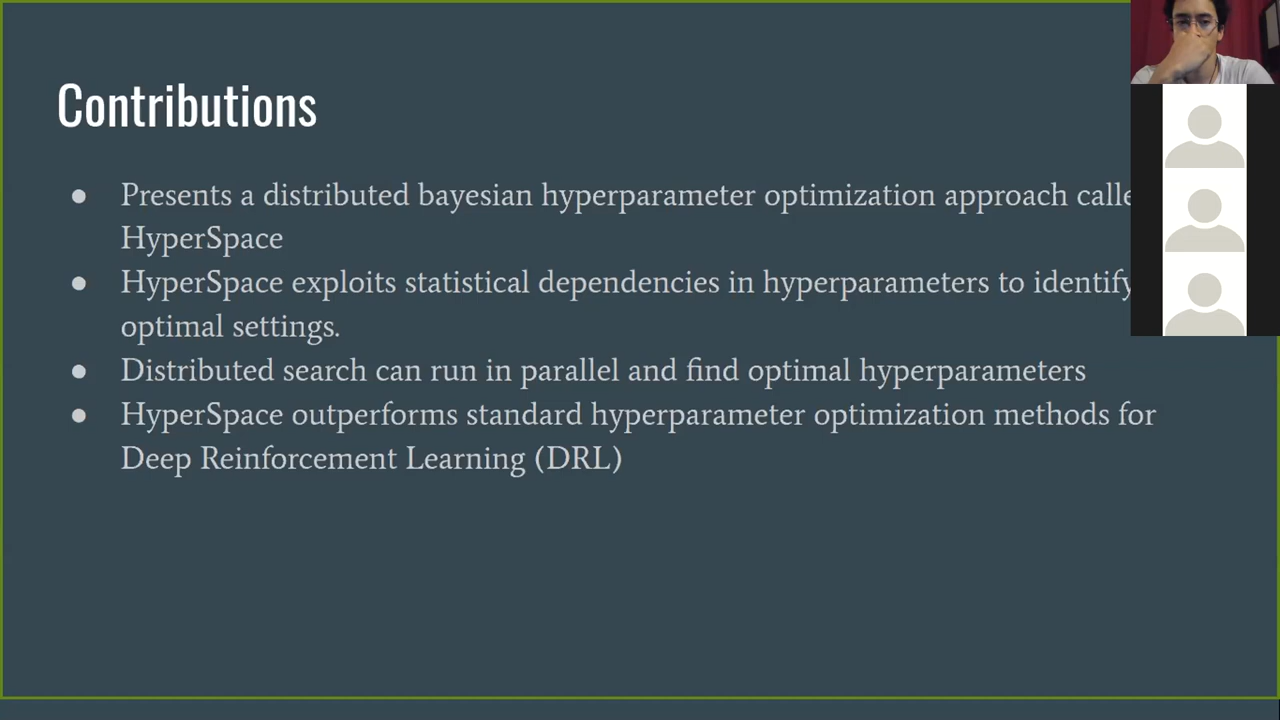 Contributions
● Presents a distributed bayesian hyperparameter optimization approach calle
HyperSpace
● HyperSpace exploits statistical dependencies in hyperparameters to identify
optimal settings.
● Distributed search can run in parallel and find optimal hyperparameters
● HyperSpace outperforms standard hyperparameter optimization methods for
Deep Reinforcement Learning (DRL)